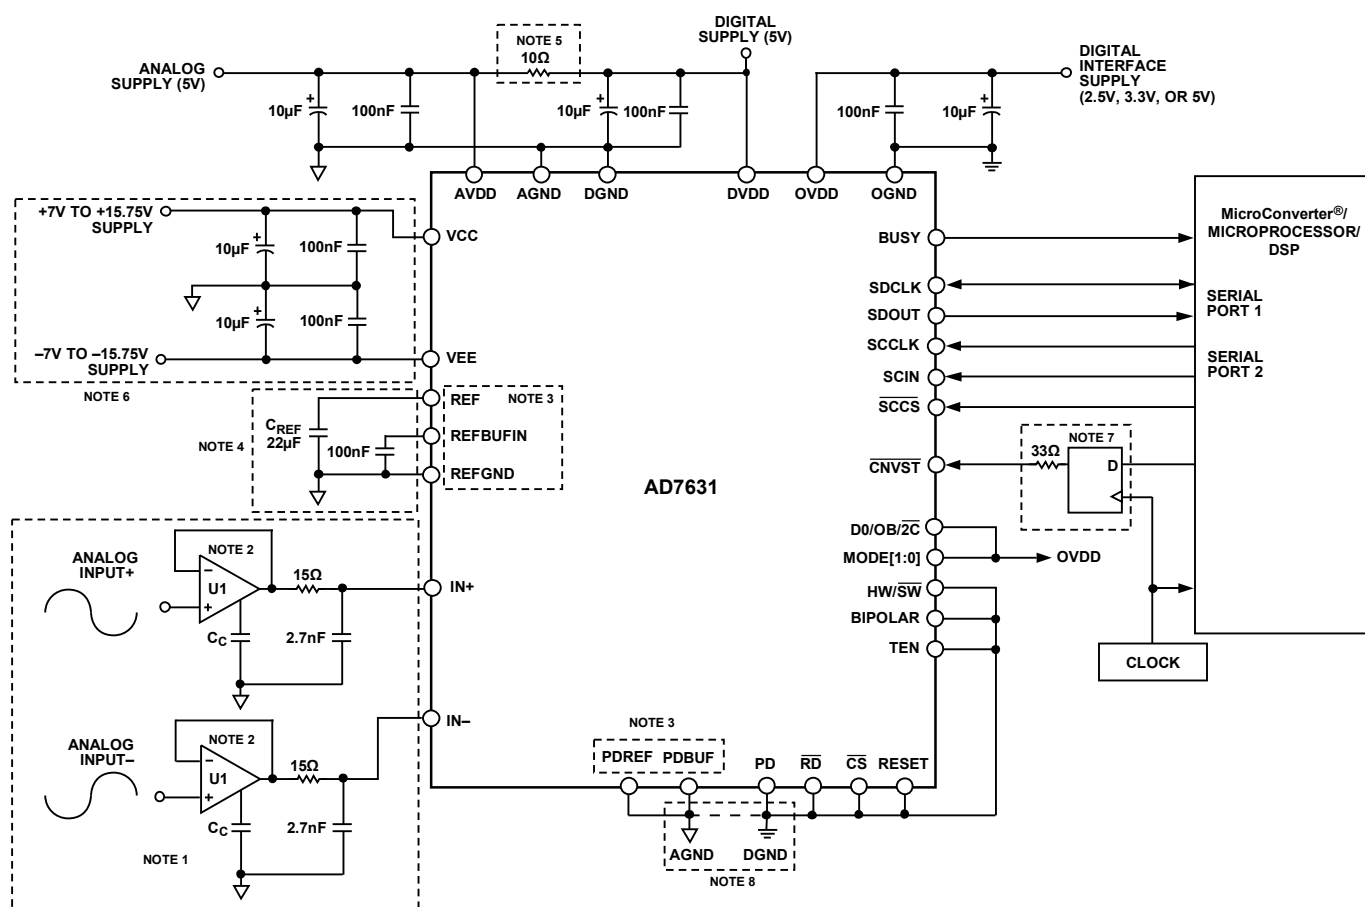 DIGITAL
SUPPLY (5V)
NOTE 5
10Ω
ANALOG
SUPPLY (5V)
DIGITAL
INTERFACE
SUPPLY
(2.5V, 3.3V, OR 5V)
10µF
+
100nF
10µF
+
100nF
100nF
10µF
+
AVDD
AGND
DGND
DVDD
OVDD
OGND
+7V TO +15.75V
SUPPLY
10µF
+
100nF
10µF
+
100nF
–7V TO –15.75V
SUPPLY
NOTE 6
VCC
VEE
REF
NOTE 3
REFBUFIN
REFGND
NOTE 4
CREF
22µF
100nF
AD7631
BUSY
SDCLK
SDOUT
SCCLK
SCIN
SCCS
CNVST
D0/OB/2C
MODE[1:0]
HW/SW
BIPOLAR
TEN
OVDD
MicroConverter®/
MICROPROCESSOR/
DSP
SERIAL
PORT 1
SERIAL
PORT 2
NOTE 7
33Ω
D
CLOCK
ANALOG
INPUT+
NOTE 2
–
U1
+
15Ω
CC
2.7nF
IN+
ANALOG
INPUT–
NOTE 2
–
U1
+
15Ω
CC
2.7nF
IN–
NOTE 1
NOTE 3
PDREF
PDBUF
PD
RD
CS
RESET
AGND
DGND
NOTE 8